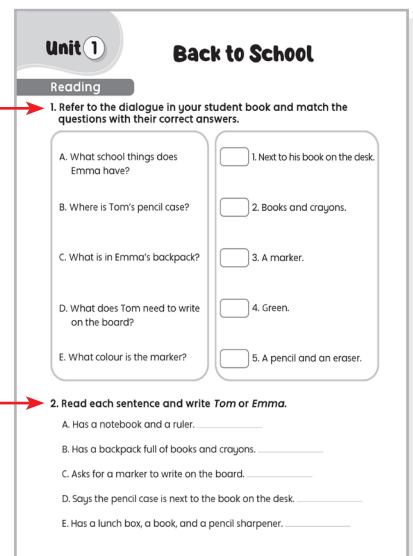 Unit 1
Back to School
Reading
1. Refer to the dialogue in your student book and match the
questions with their correct answers.
A. What school things does
Emma have?
B. Where is Tom's pencil case?
C. What is in Emma's backpack?
D. What does Tom need to write
on the board?
E. What colour is the marker?
1. Next to his book on the desk.
2. Books and crayons.
3. A marker.
4. Green.
5. A pencil and an eraser.
2. Read each sentence and write Tom or Emma.
A. Has a notebook and a ruler.
B. Has a backpack full of books and crayons.
C. Asks for a marker to write on the board.
D. Says the pencil case is next to the book on the desk.
E. Has a lunch box, a book, and a pencil sharpener.